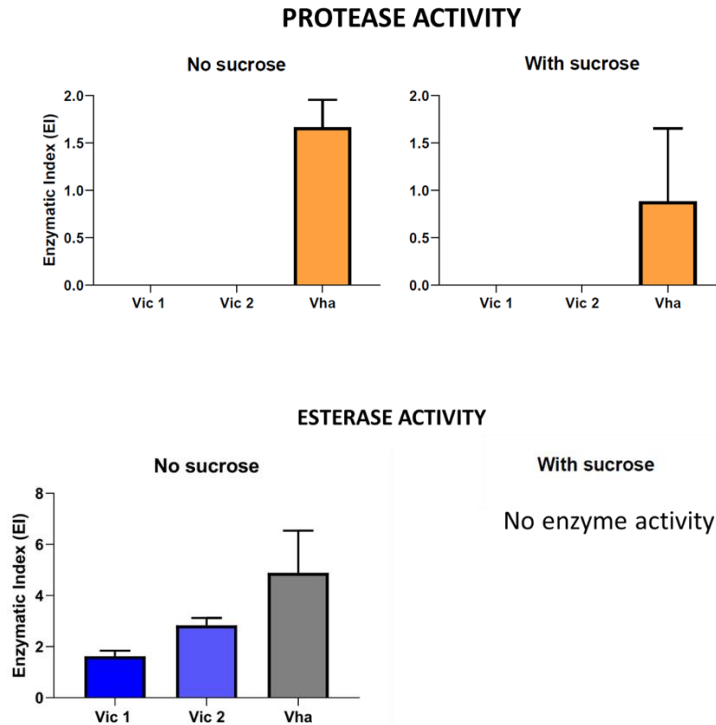 PROTEASE ACTIVITY
No sucrose
Enzymatic Index (EI)
2.0
1.5
1.0
0.5
0.0
Vic 1 Vic 2 Vha
With sucrose
2.0
1.5
1.0
0.5
0.0
Vic 1 Vic 2 Vha
ESTERASE ACTIVITY
No sucrose
Enzymatic Index (EI)
8
6
4
2
0
Vic 1 Vic 2 Vha
With sucrose
No enzyme activity